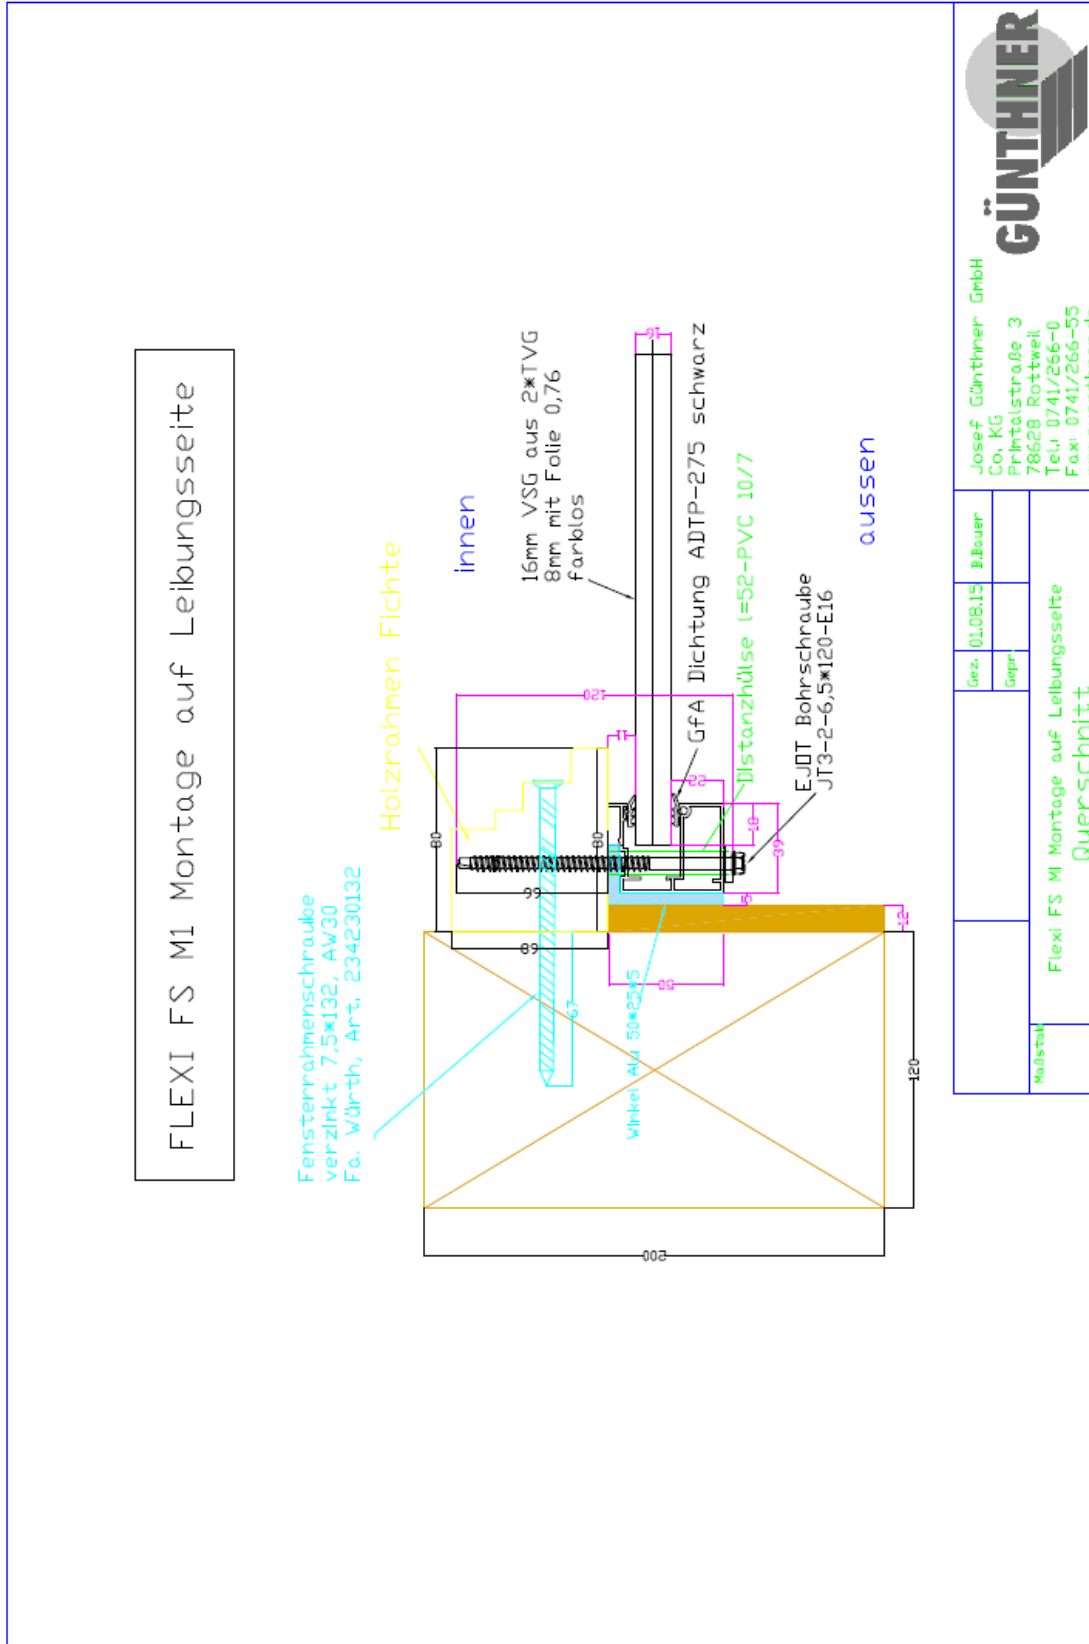 FLEXI FS M1 Montage auf Leibungsseite
Fensterrahmenschraube
verzinkt 7,5*132, AW30
Fa. Würth, Art. 234230132
Holzrahmen Fichte
innen
16mm VSG aus 2*TVG
8mm mit Folie 0,76
farblos
GfA Dichtung ADTP-275 schwarz
Distanzhülse l=52-PVC 10/7
EJOT Bohrschraube
JT3-2-6,5*120-E16
aussen
Winkel Alu 50*25*5
80
80
66
68
67
120
11
16
22
18
39
5
12
50
200
120
Gez.
01.08.15
B.Bauer
Gepr.
Maßstab
Flexi FS M1 Montage auf Leibungsseite
Querschnitt
Josef Günthner GmbH
Co. KG
Primtalstraße 3
78628 Rottweil
Tel.: 0741/266-0
Fax: 0741/266-55
GÜNTHNER